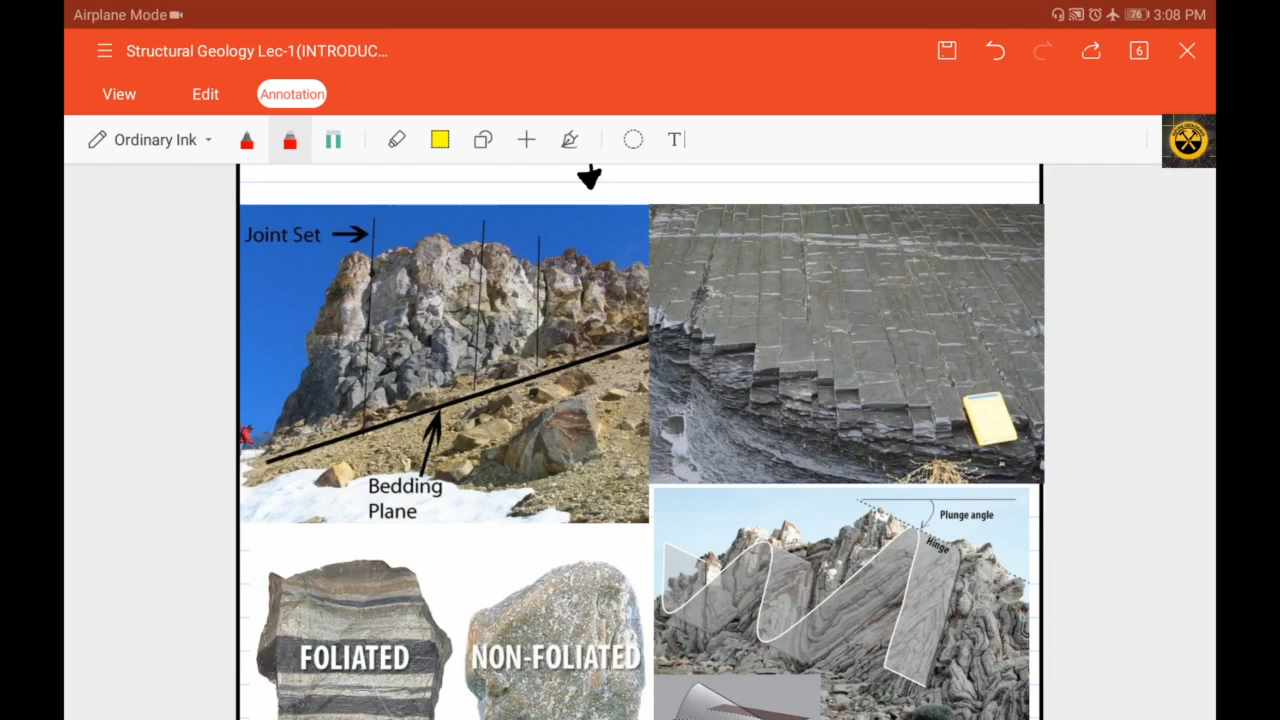 Airplane Mode
76 3:08 PM
Structural Geology Lec-1(INTRODUC...
6
View Edit Annotation
Ordinary Ink
T
Joint Set
Bedding
Plane
Plunge angle
Hinge
FOLIATED
NON-FOLIATED